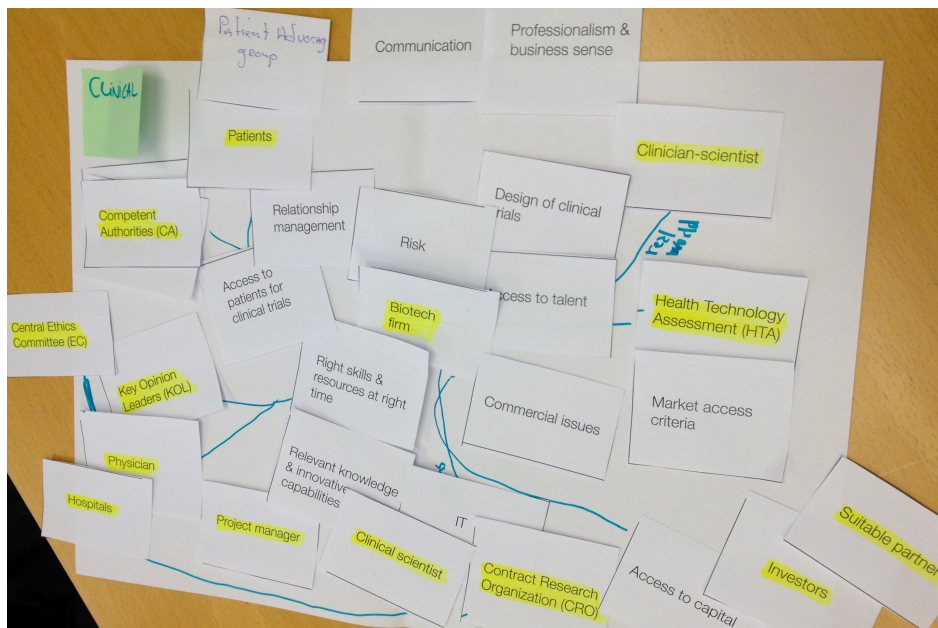 Patient Advocacy
group
Communication
Professionalism &
business sense
CLiNiCAL
Patients
Clinician-scientist
Competent
Authorities (CA)
Relationship
management
Risk
Design of clinical
trials
Access to
patients for
clinical trials
Biotech
firm
ccess to talent
Health Technology
Assessment (HTA)
Central Ethics
Committee (EC)
Key Opinion
Leaders (KOL)
Right skills &
resources at right
time
Commercial issues
Market access
criteria
Physician
Relevant knowledge
& innovative
capabilities
Hospitals
Project manager
Clinical scientist
IT
Contract Research
Organization (CRO)
Access to capital
Investors
Suitable partner